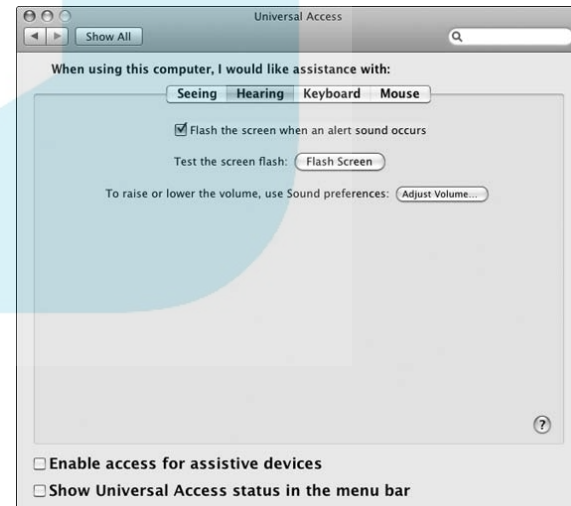 Universal Access
Show All
When using this computer, I would like assistance with:
Seeing Hearing Keyboard Mouse
Flash the screen when an alert sound occurs
Test the screen flash: Flash Screen
To raise or lower the volume, use Sound preferences: Adjust Volume...
?
Enable access for assistive devices
Show Universal Access status in the menu bar